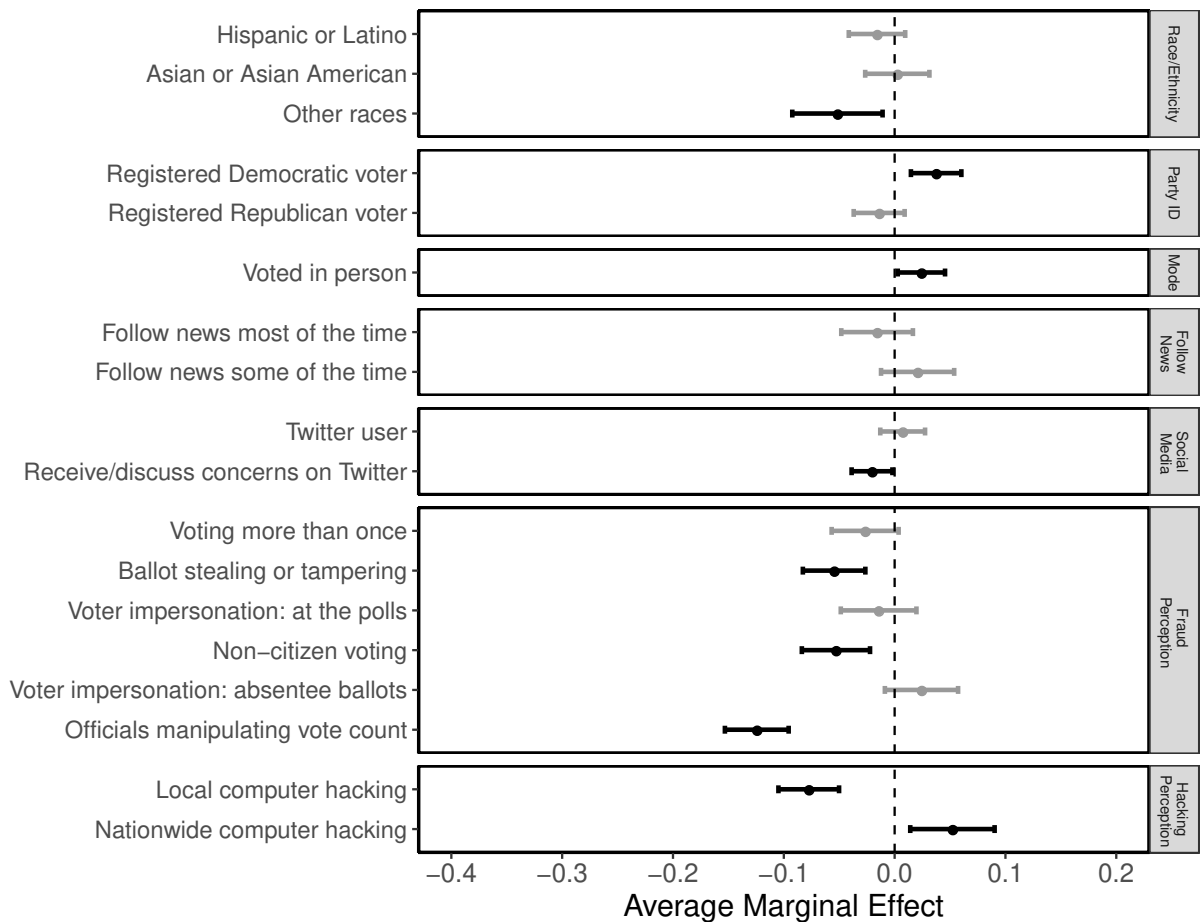 Hispanic or Latino
Asian or Asian American
Other races
Race/Ethnicity
Registered Democratic voter
Registered Republican voter
Party ID
Voted in person
Mode
Follow news most of the time
Follow news some of the time
Follow
News
Twitter user
Receive/discuss concerns on Twitter
Social
Media
Voting more than once
Ballot stealing or tampering
Voter impersonation: at the polls
Non−citizen voting
Voter impersonation: absentee ballots
Officials manipulating vote count
Fraud
Perception
Local computer hacking
Nationwide computer hacking
Hacking
Perception
−0.4 −0.3 −0.2 −0.1 0.0 0.1 0.2
Average Marginal Effect